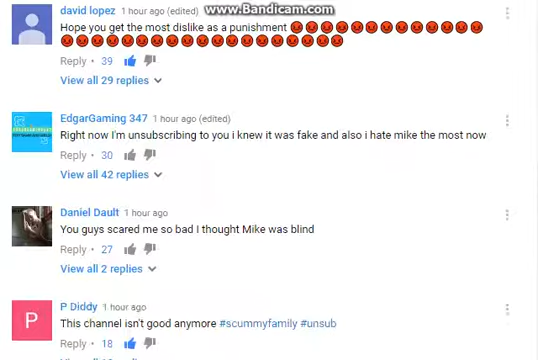 www.Bandicam.com
david lopez 1 hour ago (edited)
Hope you get the most dislike as a punishment 😡😡😡😡😡😡😡😡😡😡😡😡😡
😡😡😡😡😡😡😡😡😡😡😡😡😡😡😡😡😡😡😡
Reply • 39
View all 29 replies
EdgarGaming 347 1 hour ago (edited)
Right now I'm unsubscribing to you i knew it was fake and also i hate mike the most now
Reply • 30
View all 42 replies
Daniel Dault 1 hour ago
You guys scared me so bad I thought Mike was blind
Reply • 27
View all 2 replies
P
P Diddy 1 hour ago
This channel isn't good anymore #scummyfamily #unsub
Reply • 18